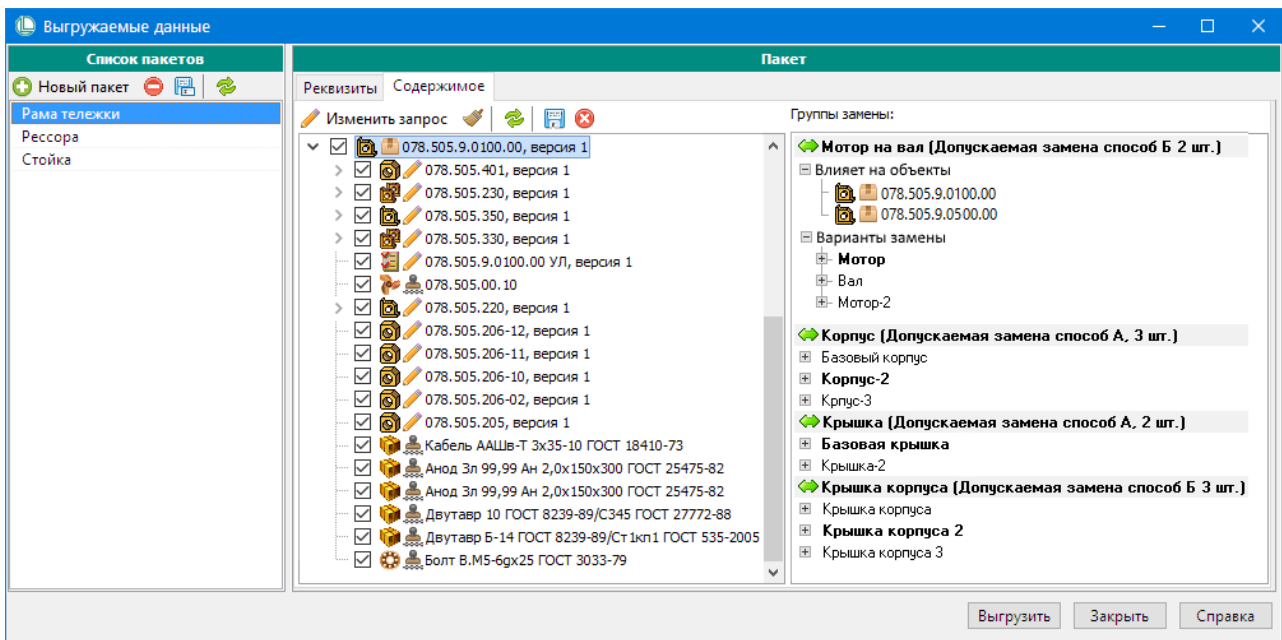 Выгружаемые данные
Список пакетов
Новый пакет
Рама тележки
Рессора
Стойка
Пакет
Реквизиты Содержимое
Изменить запрос
078.505.9.0100.00, версия 1
078.505.401, версия 1
078.505.230, версия 1
078.505.350, версия 1
078.505.330, версия 1
078.505.9.0100.00 УЛ, версия 1
078.505.00.10
078.505.220, версия 1
078.505.206-12, версия 1
078.505.206-11, версия 1
078.505.206-10, версия 1
078.505.206-02, версия 1
078.505.205, версия 1
Кабель ААШв-Т 3х35-10 ГОСТ 18410-73
Анод Зл 99,99 Ан 2,0х150х300 ГОСТ 25475-82
Анод Зл 99,99 Ан 2,0х150х300 ГОСТ 25475-82
Двутавр 10 ГОСТ 8239-89/С345 ГОСТ 27772-88
Двутавр Б-14 ГОСТ 8239-89/Ст1кп1 ГОСТ 535-2005
Болт В.М5-6gх25 ГОСТ 3033-79
Группы замены:
Мотор на вал (Допускаемая замена способ Б 2 шт.)
Влияет на объекты
078.505.9.0100.00
078.505.9.0500.00
Варианты замены
Мотор
Вал
Мотор-2
Корпус (Допускаемая замена способ А, 3 шт.)
Базовый корпус
Корпус-2
Крпус-3
Крышка (Допускаемая замена способ А, 2 шт.)
Базовая крышка
Крышка-2
Крышка корпуса (Допускаемая замена способ Б 3 шт.)
Крышка корпуса
Крышка корпуса 2
Крышка корпуса 3
Выгрузить Закрыть Справка